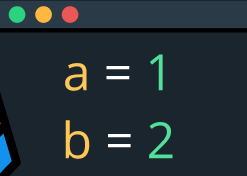 a = 1
b = 2